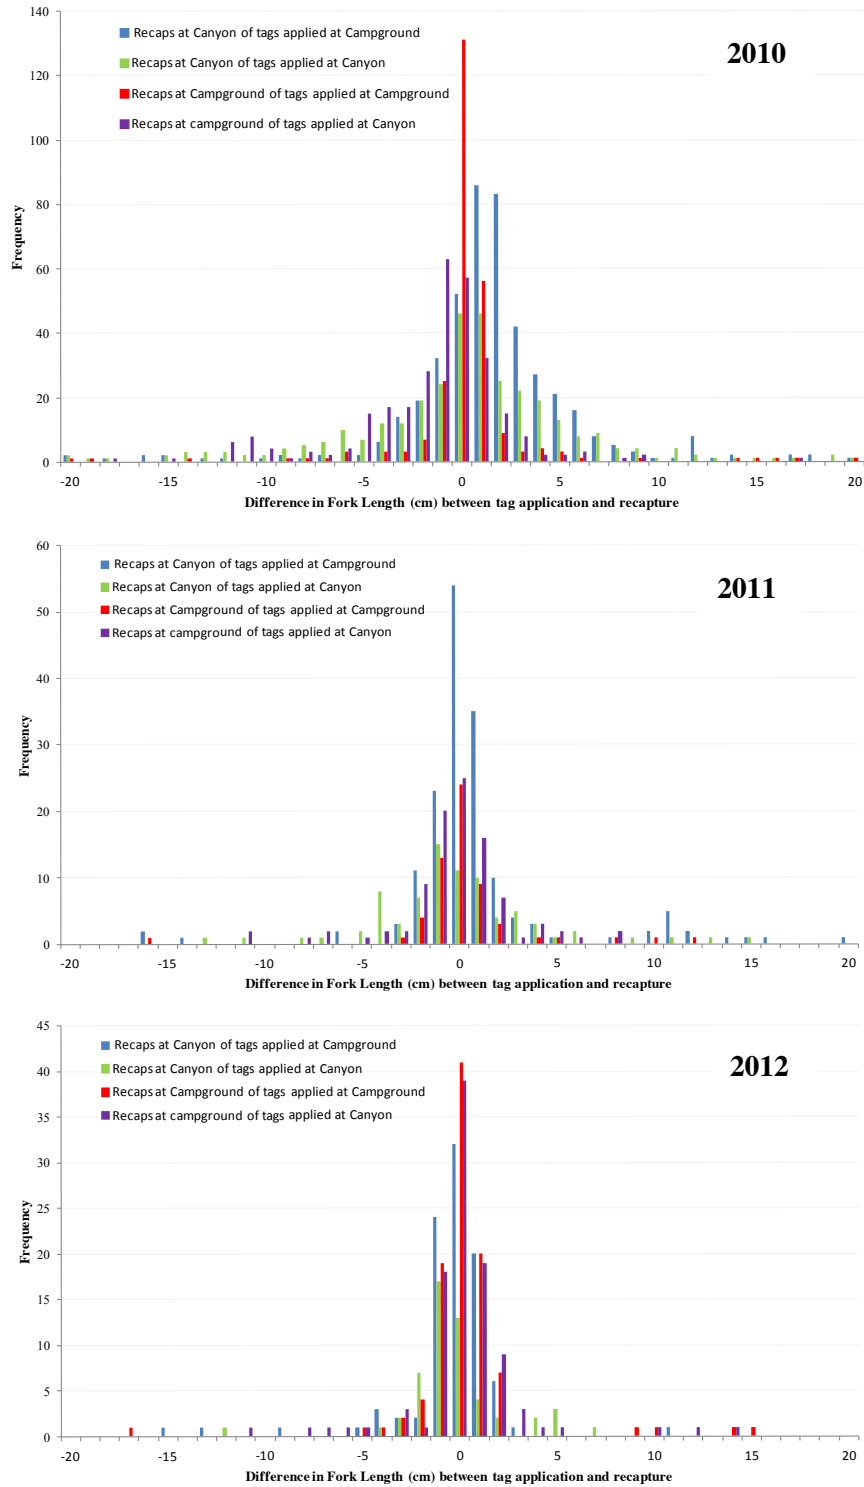 140
120
100
80
60
40
20
0
Frequency
Recaps at Canyon of tags applied at Campground
Recaps at Canyon of tags applied at Canyon
Recaps at Campground of tags applied at Campground
Recaps at campground of tags applied at Canyon
2010
-20 -15 -10 -5 0 5 10 15 20
Difference in Fork Length (cm) between tag application and recapture
60
50
40
30
20
10
0
Frequency
Recaps at Canyon of tags applied at Campground
Recaps at Canyon of tags applied at Canyon
Recaps at Campground of tags applied at Campground
Recaps at campground of tags applied at Canyon
2011
-20 -15 -10 -5 0 5 10 15 20
Difference in Fork Length (cm) between tag application and recapture
45
40
35
30
25
20
15
10
5
0
Frequency
Recaps at Canyon of tags applied at Campground
Recaps at Canyon of tags applied at Canyon
Recaps at Campground of tags applied at Campground
Recaps at campground of tags applied at Canyon
2012
-20 -15 -10 -5 0 5 10 15 20
Difference in Fork Length (cm) between tag application and recapture